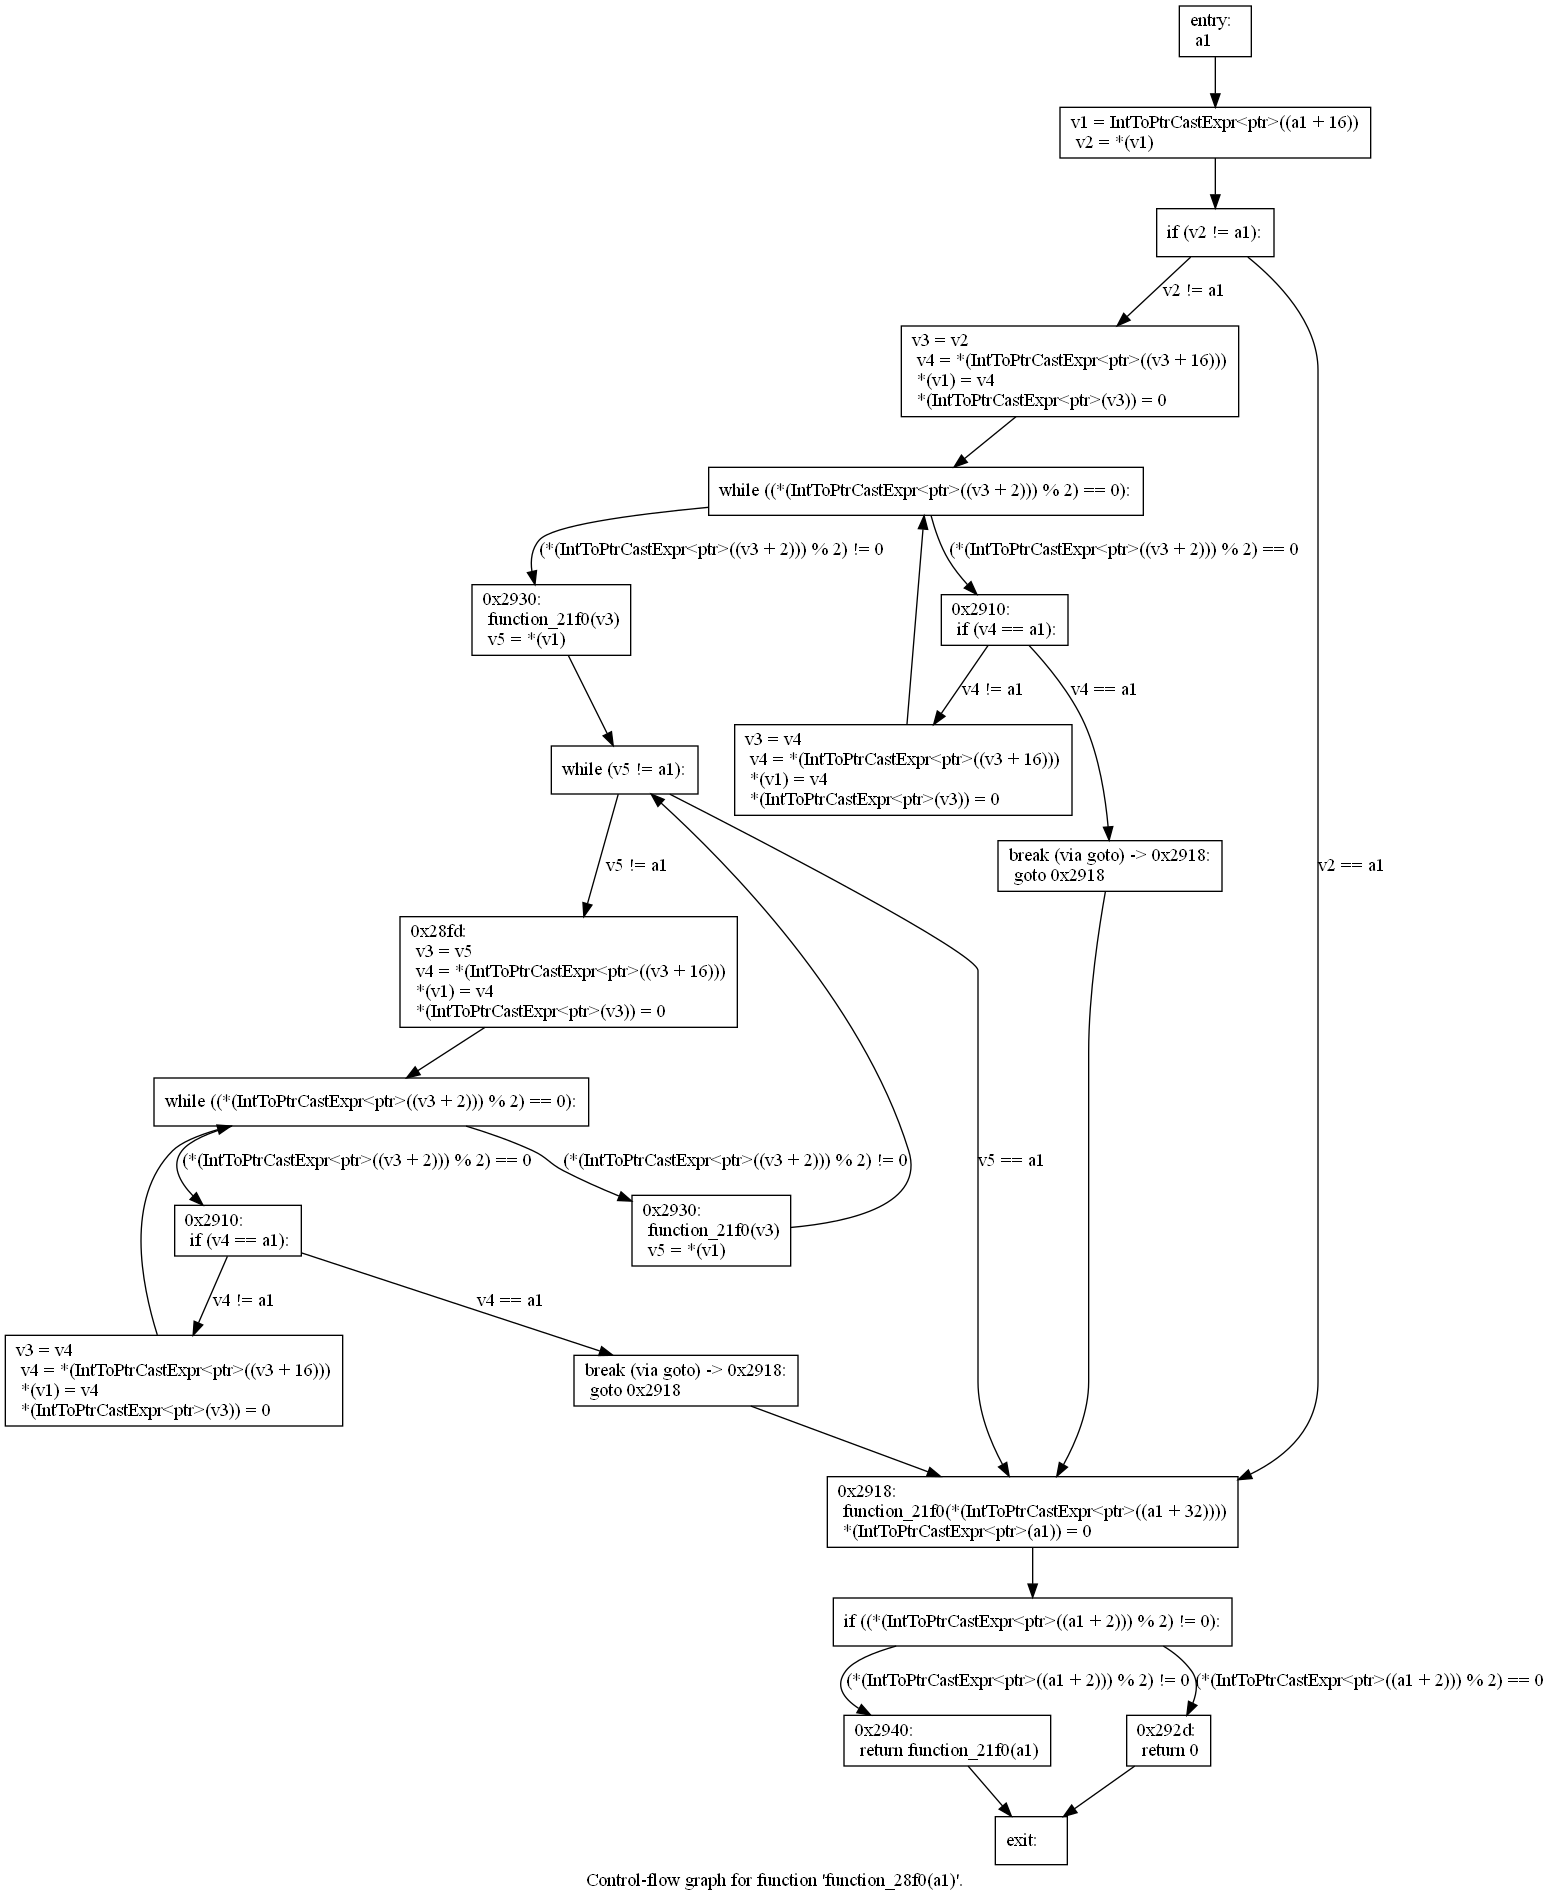 entry:
a1
v1 = IntToPtrCastExpr<ptr>((a1 + 16))
v2 = *(v1)
if (v2 != a1):
v2 != a1
v3 = v2
v4 = *(IntToPtrCastExpr<ptr>((v3 + 16)))
*(v1) = v4
*(IntToPtrCastExpr<ptr>(v3)) = 0
while ((*(IntToPtrCastExpr<ptr>((v3 + 2))) % 2) == 0):
(*(IntToPtrCastExpr<ptr>((v3 + 2))) % 2) != 0
(*(IntToPtrCastExpr<ptr>((v3 + 2))) % 2) == 0
0x2930:
function_21f0(v3)
v5 = *(v1)
0x2910:
if (v4 == a1):
v4 != a1
v4 == a1
v3 = v4
v4 = *(IntToPtrCastExpr<ptr>((v3 + 16)))
*(v1) = v4
*(IntToPtrCastExpr<ptr>(v3)) = 0
while (v5 != a1):
break (via goto) -> 0x2918:
goto 0x2918
v5 != a1
v2 == a1
0x28fd:
v3 = v5
v4 = *(IntToPtrCastExpr<ptr>((v3 + 16)))
*(v1) = v4
*(IntToPtrCastExpr<ptr>(v3)) = 0
while ((*(IntToPtrCastExpr<ptr>((v3 + 2))) % 2) == 0):
(*(IntToPtrCastExpr<ptr>((v3 + 2))) % 2) == 0
(*(IntToPtrCastExpr<ptr>((v3 + 2))) % 2) != 0
v5 == a1
0x2910:
if (v4 == a1):
0x2930:
function_21f0(v3)
v5 = *(v1)
v4 != a1
v4 == a1
v3 = v4
v4 = *(IntToPtrCastExpr<ptr>((v3 + 16)))
*(v1) = v4
*(IntToPtrCastExpr<ptr>(v3)) = 0
break (via goto) -> 0x2918:
goto 0x2918
0x2918:
function_21f0(*(IntToPtrCastExpr<ptr>((a1 + 32))))
*(IntToPtrCastExpr<ptr>(a1)) = 0
if ((*(IntToPtrCastExpr<ptr>((a1 + 2))) % 2) != 0):
(*(IntToPtrCastExpr<ptr>((a1 + 2))) % 2) != 0
(*(IntToPtrCastExpr<ptr>((a1 + 2))) % 2) == 0
0x2940:
return function_21f0(a1)
0x292d:
return 0
exit:
Control-flow graph for function 'function_28f0(a1)'.